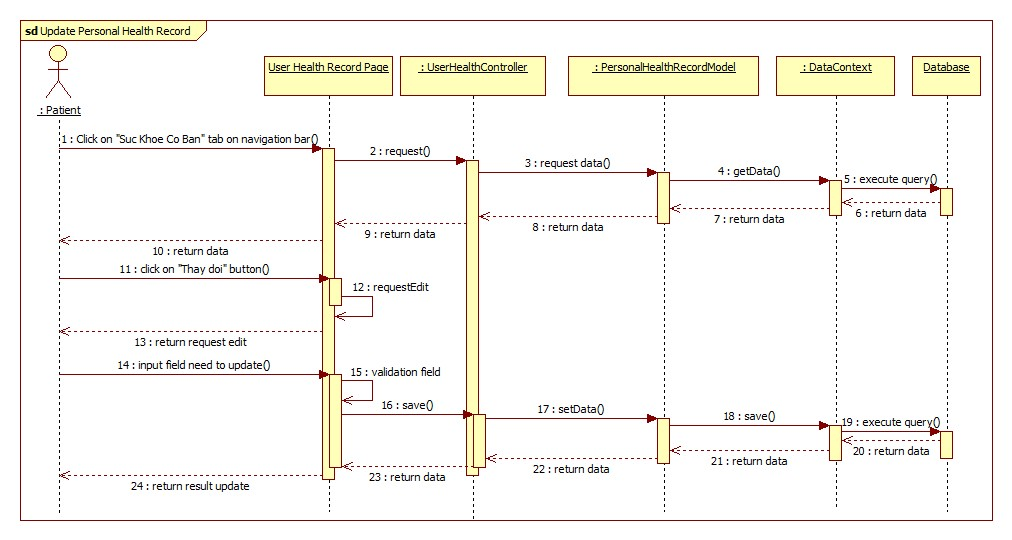 sd Update Personal Health Record
: Patient
User Health Record Page
: UserHealthController
: PersonalHealthRecordModel
: DataContext
Database
1 : Click on "Suc Khoe Co Ban" tab on navigation bar()
2 : request()
3 : request data()
4 : getData()
5 : execute query()
6 : return data
7 : return data
8 : return data
9 : return data
10 : return data
11 : click on "Thay doi" button()
12 : requestEdit
13 : return request edit
14 : input field need to update()
15 : validation field
16 : save()
17 : setData()
18 : save()
19 : execute query()
20 : return data
21 : return data
22 : return data
23 : return data
24 : return result update